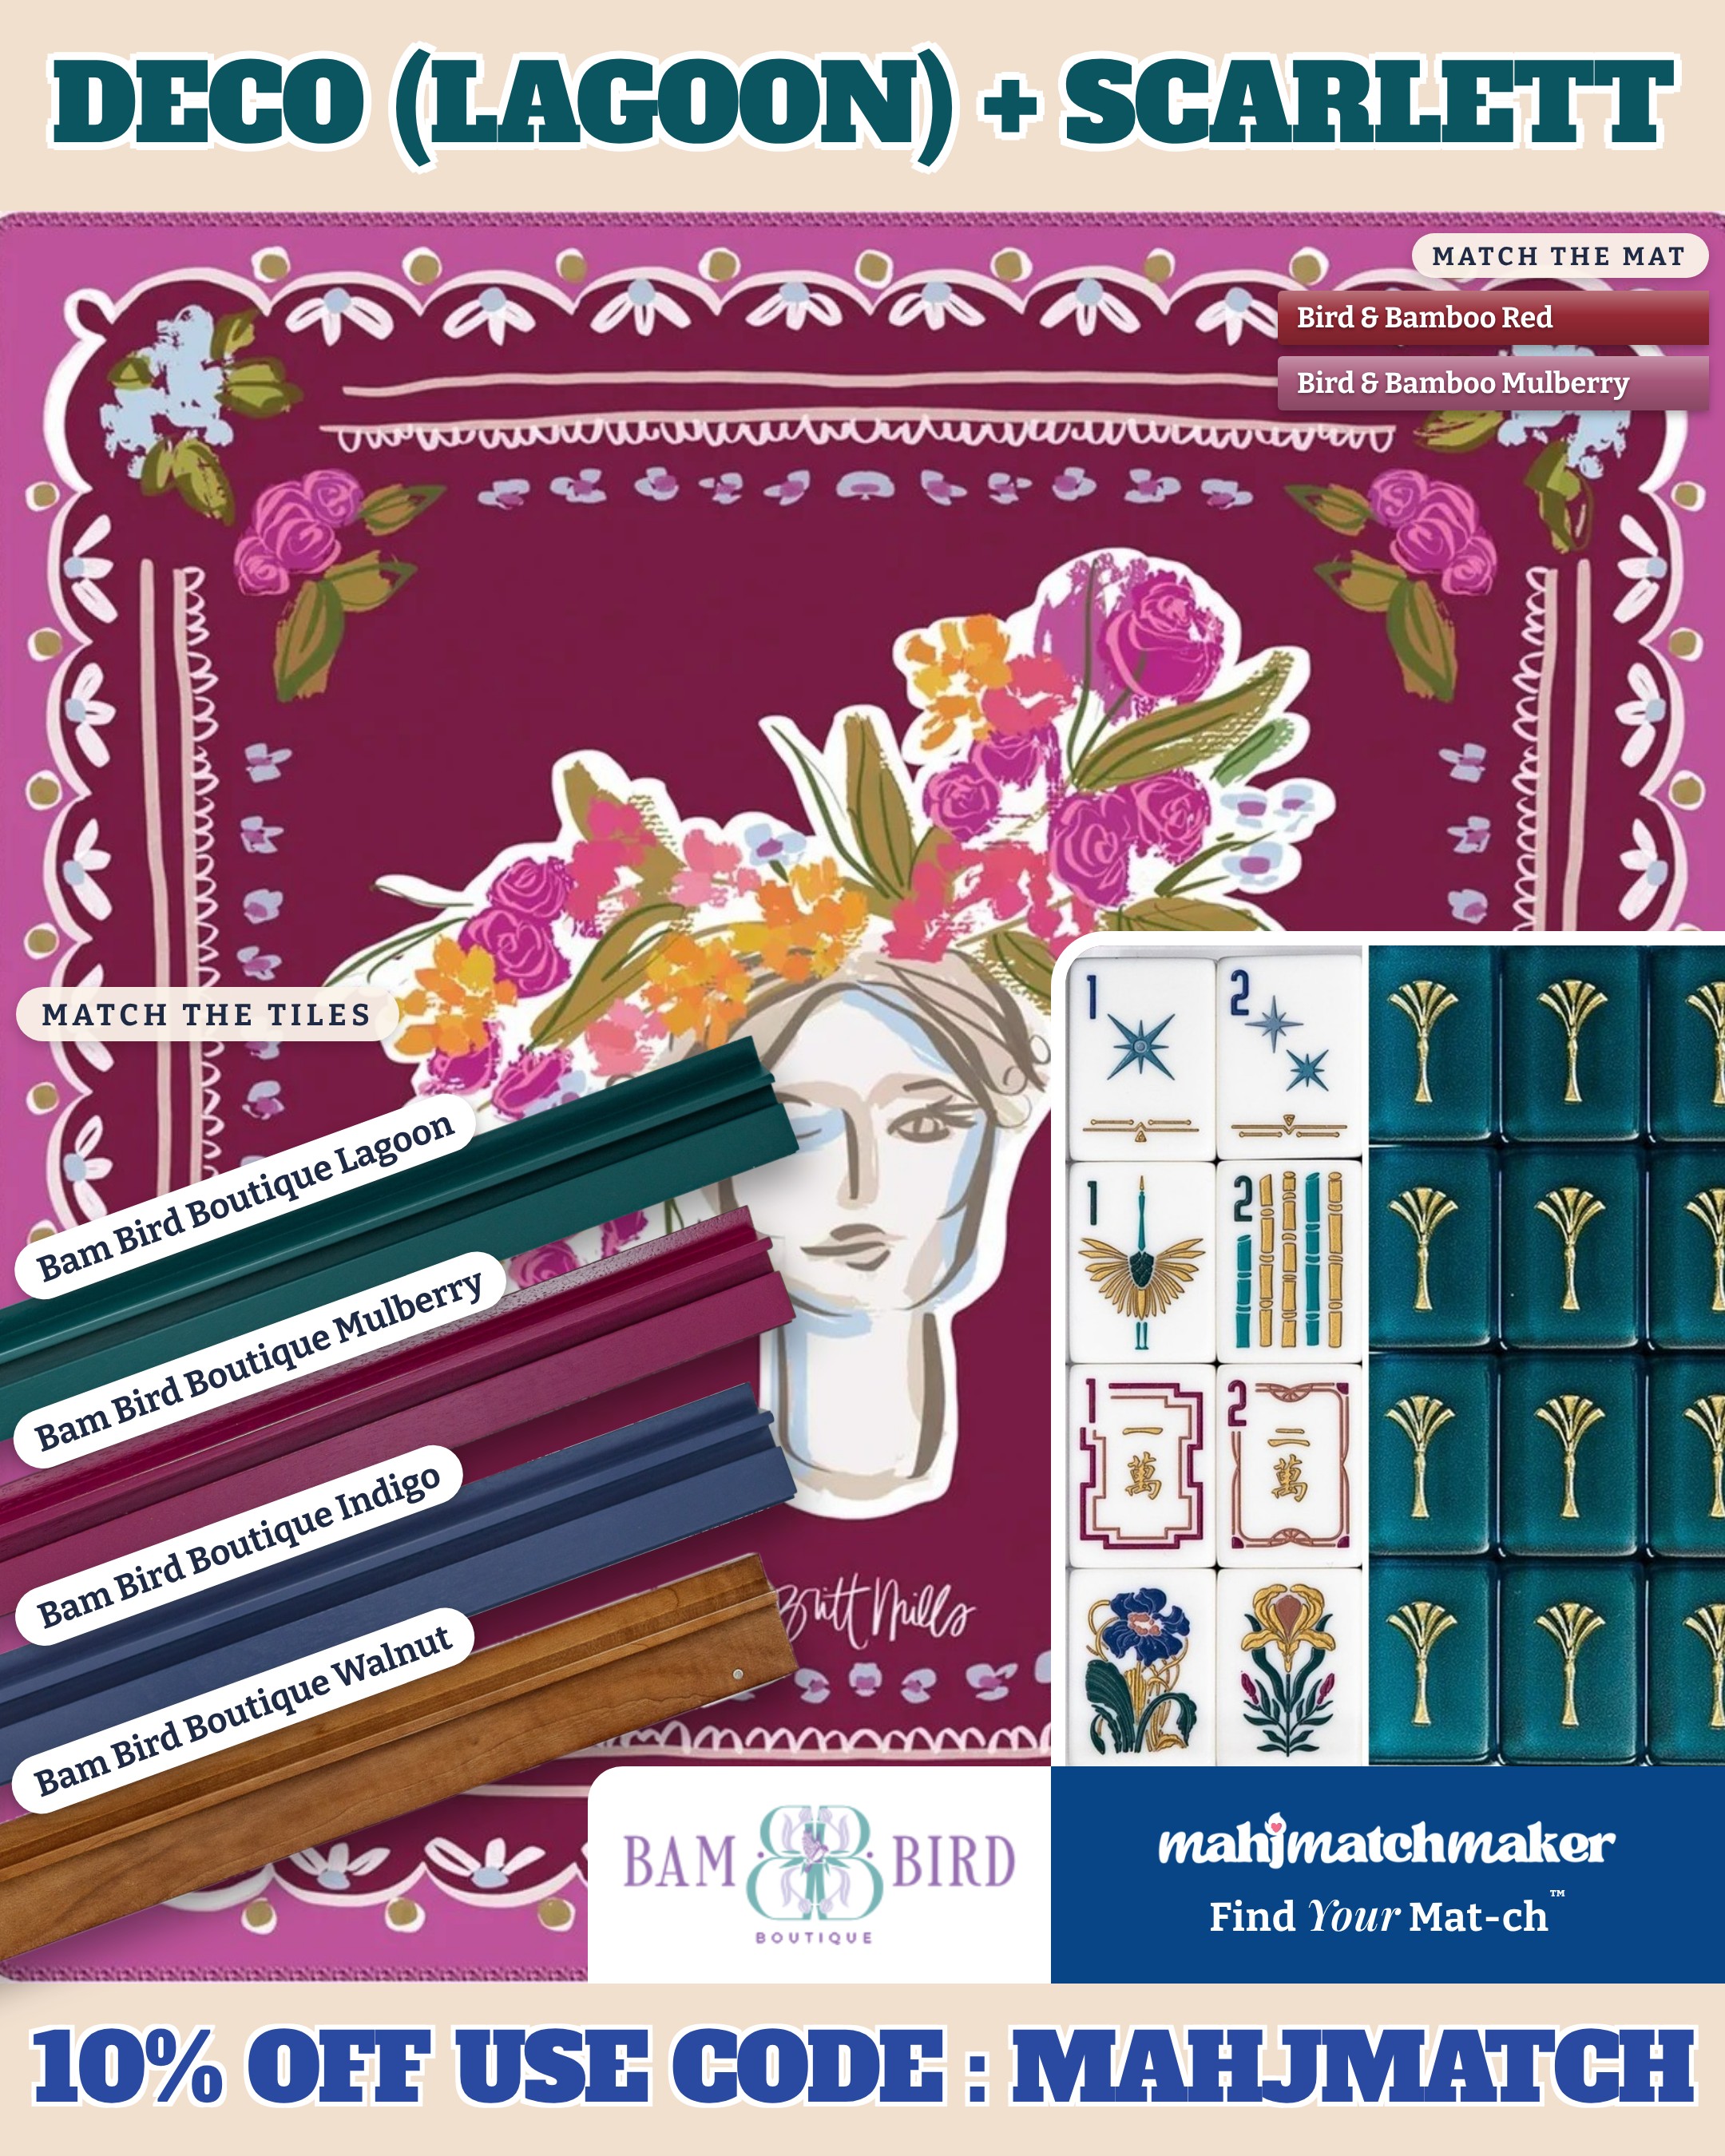 DECO (LAGOON) + SCARLETT
MATCH THE MAT
Bird & Bamboo Red
Bird & Bamboo Mulberry
MATCH THE TILES
Bam Bird Boutique Lagoon
Bam Bird Boutique Mulberry
Bam Bird Boutique Indigo
Bam Bird Boutique Walnut
1 2
1 2
1 2
一萬 二萬
Britt Mills
BAM BIRD
BOUTIQUE
mahjmatchmaker
Find Your Mat-ch™
10% OFF USE CODE : MAHJMATCH